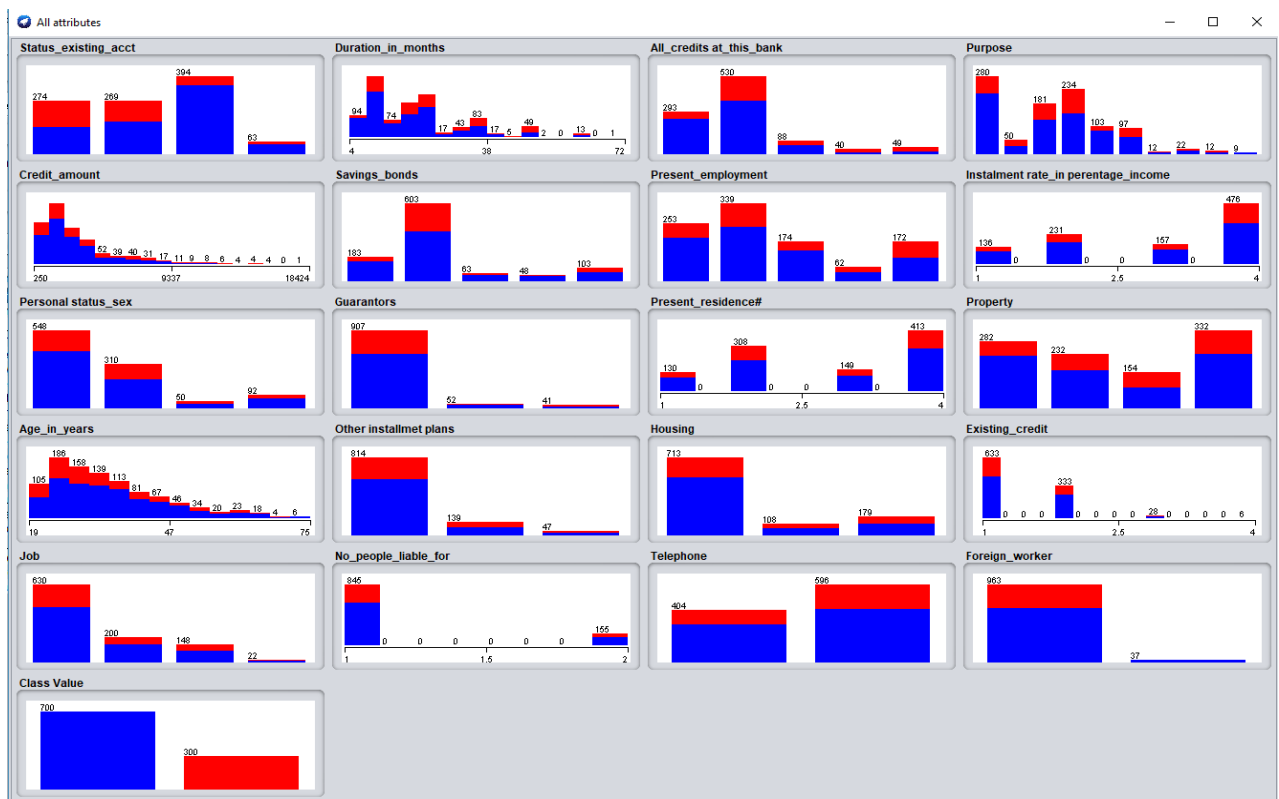 All attributes
Status_existing_acct
274 269 394 63
Duration_in_months
94 74 17 43 83 17 5 49 2 0 13 0 1
4 38 72
All_credits at_this_bank
293 530 88 40 49
Purpose
280 50 181 234 103 97 12 22 12 9
Credit_amount
52 39 40 31 17 11 9 8 6 4 4 4 0 1
250 9337 18424
Savings_bonds
183 603 63 48 103
Present_employment
253 339 174 62 172
Instalment rate_in perentage_income
136 0 231 0 0 157 0 476
1 2.5 4
Personal status_sex
548 310 50 92
Guarantors
907 52 41
Present_residence#
130 0 308 0 0 149 0 413
1 2.5 4
Property
282 232 154 332
Age_in_years
105 186 158 139 113 81 67 46 34 20 23 18 4 6
19 47 75
Other installmet plans
814 139 47
Housing
713 108 179
Existing_credit
633 0 0 0 333 0 0 0 0 28 0 0 0 0 6
1 2.5 4
Job
630 200 148 22
No_people_liable_for
845 0 0 0 0 0 0 155
1 1.5 2
Telephone
404 596
Foreign_worker
963 37
Class Value
700 300